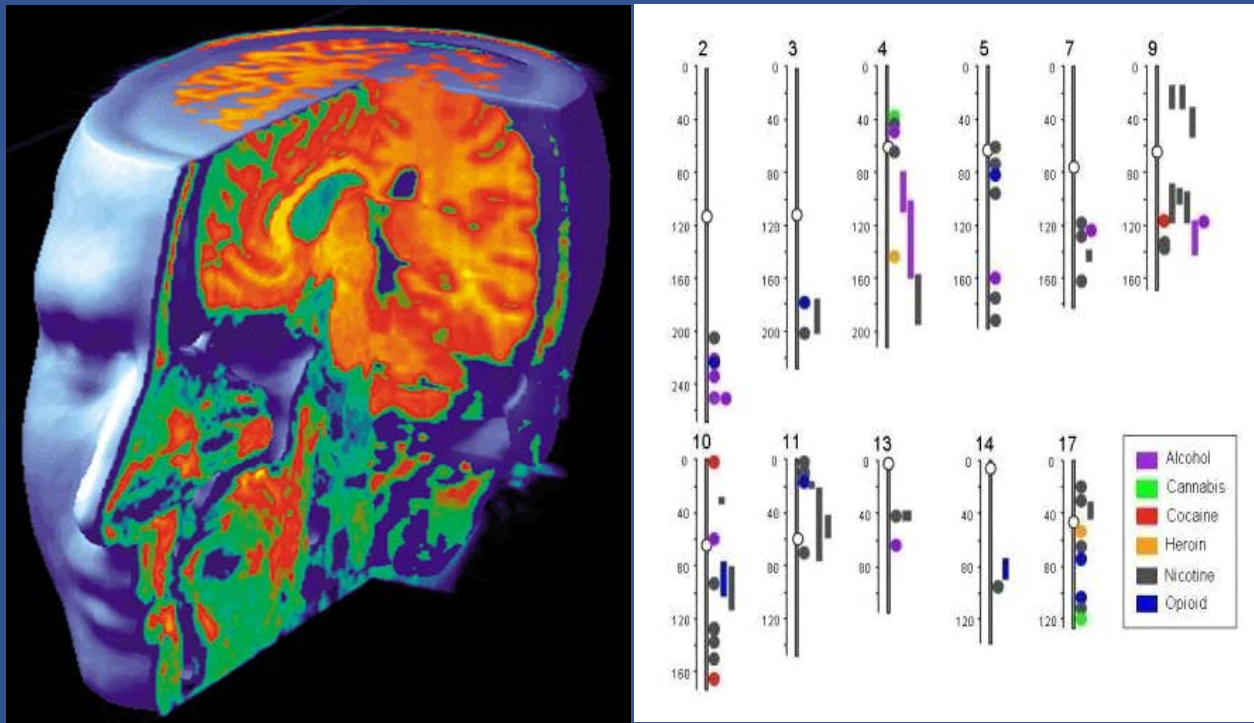 2 3 4 5 7 9
0 0 0 0 0 0
40 40 40 40 40 40
80 80 80 80 80 80
120 120 120 120 120 120
160 160 160 160 160 160
200 200 200
240
10 11 13 14 17
0 0 0 0 0
40 40 40 40 40
80 80 80 80 80
120 120 120 120
160
Alcohol
Cannabis
Cocaine
Heroin
Nicotine
Opioid